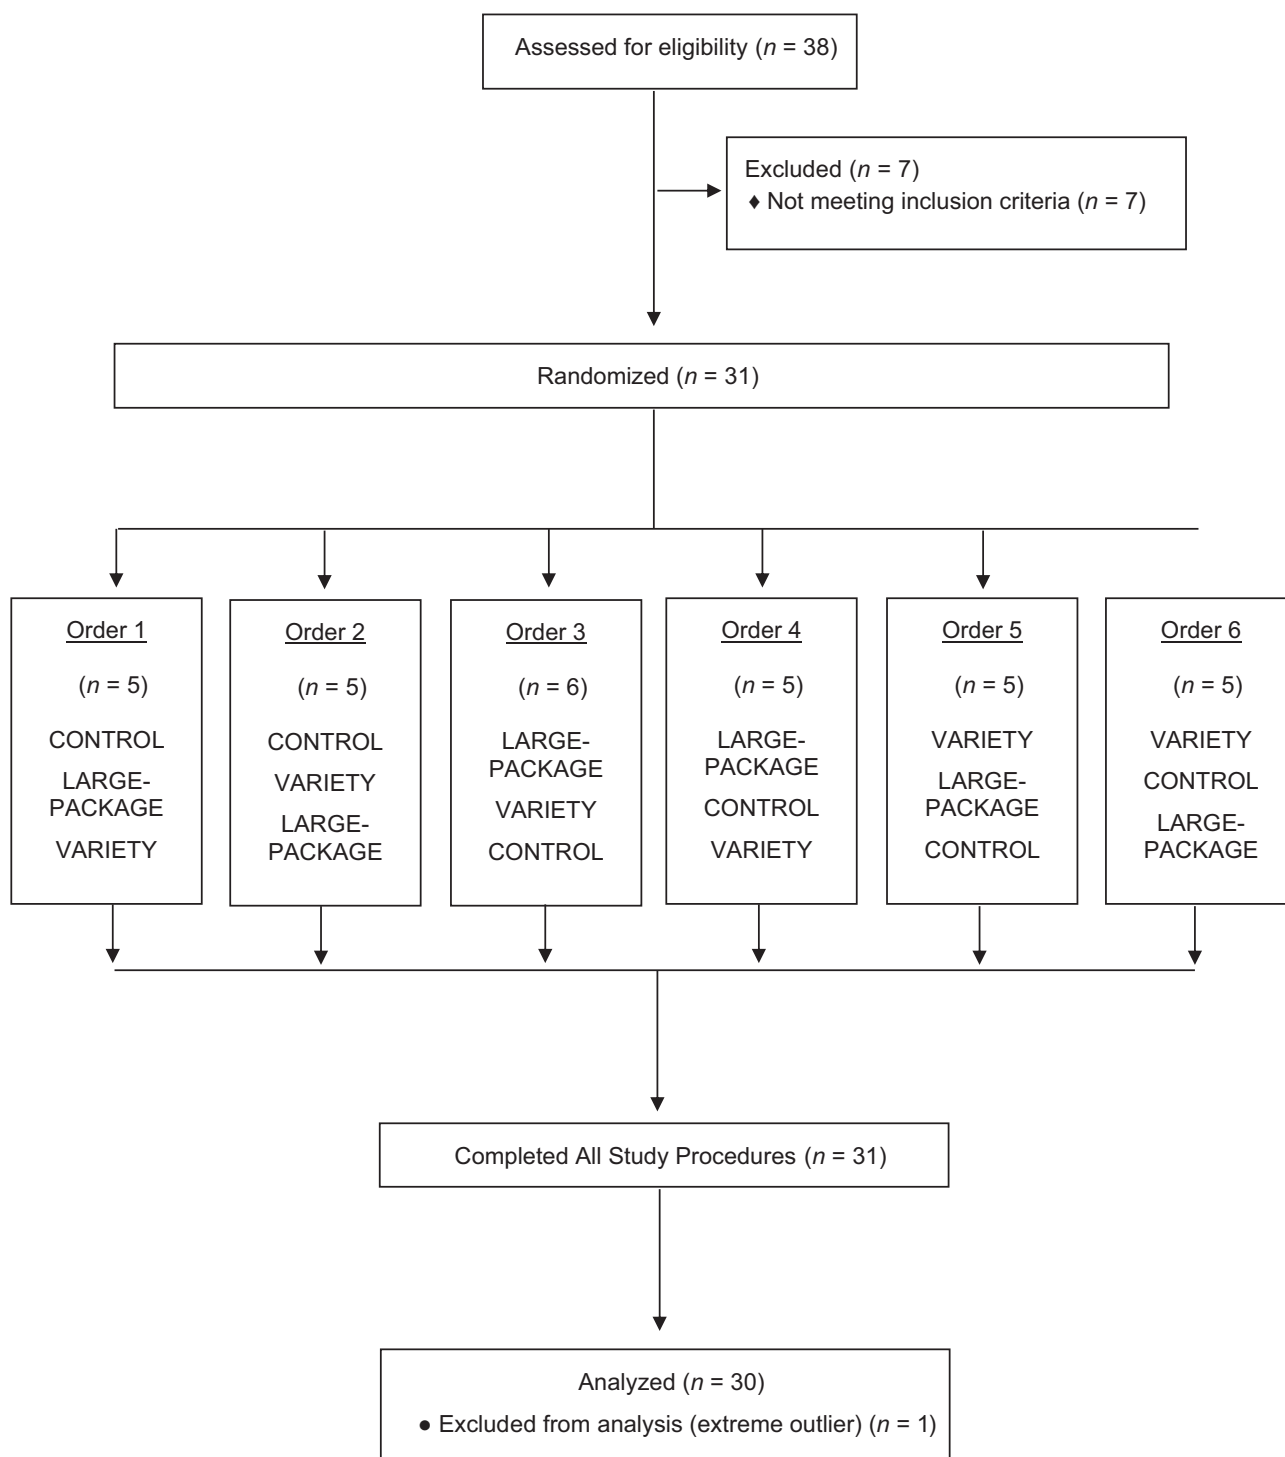 Assessed for eligibility (n = 38)
Excluded (n = 7)
♦ Not meeting inclusion criteria (n = 7)
Randomized (n = 31)
Order 1
(n = 5)
CONTROL
LARGE-
PACKAGE
VARIETY
Order 2
(n = 5)
CONTROL
VARIETY
LARGE-
PACKAGE
Order 3
(n = 6)
LARGE-
PACKAGE
VARIETY
CONTROL
Order 4
(n = 5)
LARGE-
PACKAGE
CONTROL
VARIETY
Order 5
(n = 5)
VARIETY
LARGE-
PACKAGE
CONTROL
Order 6
(n = 5)
VARIETY
CONTROL
LARGE-
PACKAGE
Completed All Study Procedures (n = 31)
Analyzed (n = 30)
● Excluded from analysis (extreme outlier) (n = 1)